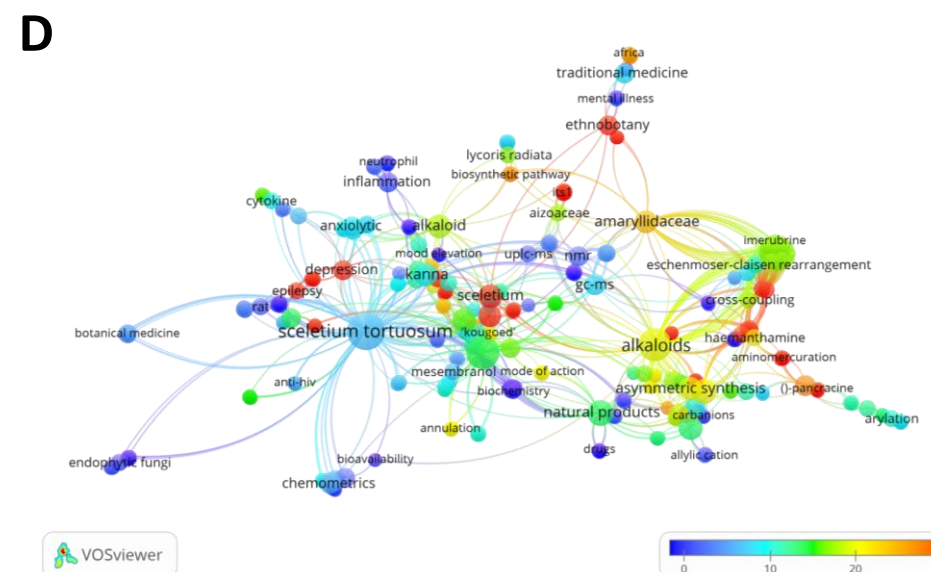 D
africa
traditional medicine
mental illness
ethnobotany
lycoris radiata
neutrophil
biosynthetic pathway
inflammation
its1
cytokine
aizoaceae
anxiolytic
alkaloid
amaryllidaceae
imerubrine
mood elevation
uplc-ms
nmr
eschenmoser-claisen rearrangement
depression
kanna
gc-ms
epilepsy
sceletium
cross-coupling
rat
botanical medicine
sceletium tortuosum
'kougoed'
alkaloids
haemanthamine
aminomercuration
mesembranol
mode of action
anti-hiv
biochemistry
asymmetric synthesis
()-pancracine
natural products
carbanions
arylation
annulation
drugs
allylic cation
endophytic fungi
bioavailability
chemometrics
VOSviewer
0
10
20